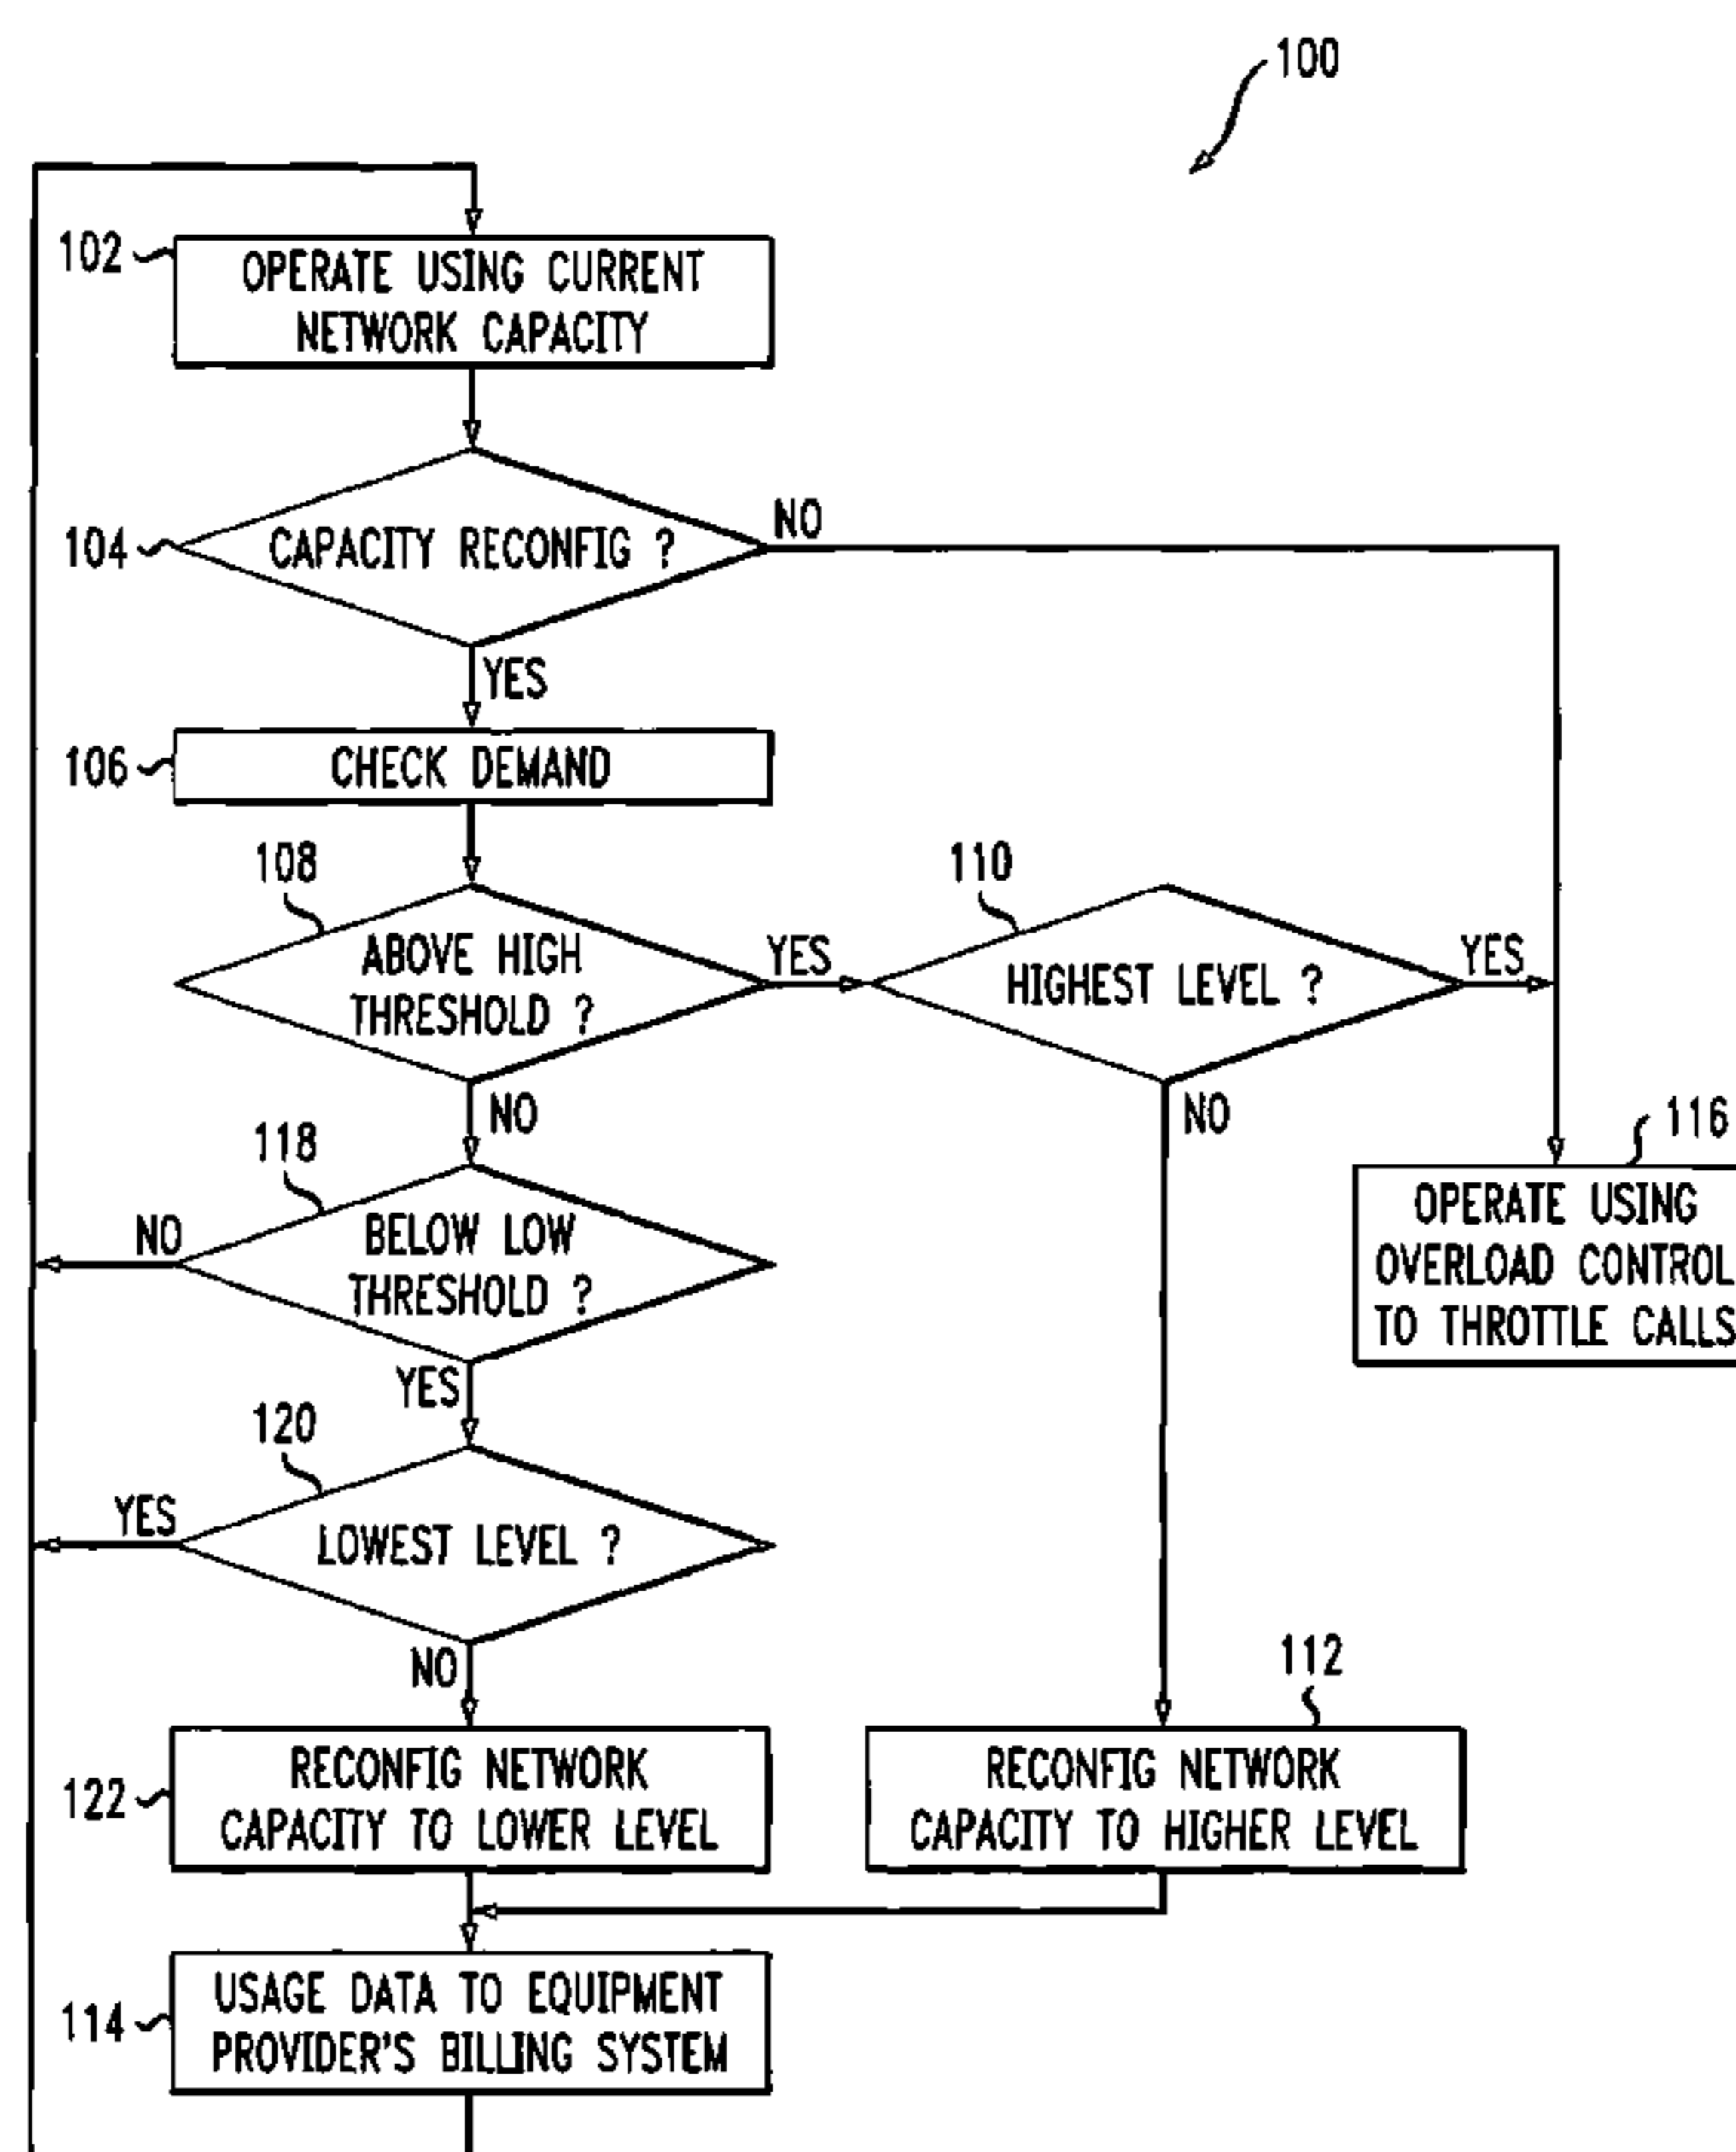 100
102
OPERATE USING CURRENT
NETWORK CAPACITY
104
CAPACITY RECONFIG ?
NO
YES
106
CHECK DEMAND
108
ABOVE HIGH
THRESHOLD ?
YES
110
HIGHEST LEVEL ?
YES
NO
NO
116
OPERATE USING
OVERLOAD CONTROL
TO THROTTLE CALLS
118
BELOW LOW
THRESHOLD ?
NO
YES
120
LOWEST LEVEL ?
YES
NO
112
122
RECONFIG NETWORK
CAPACITY TO LOWER LEVEL
RECONFIG NETWORK
CAPACITY TO HIGHER LEVEL
114
USAGE DATA TO EQUIPMENT
PROVIDER'S BILLING SYSTEM